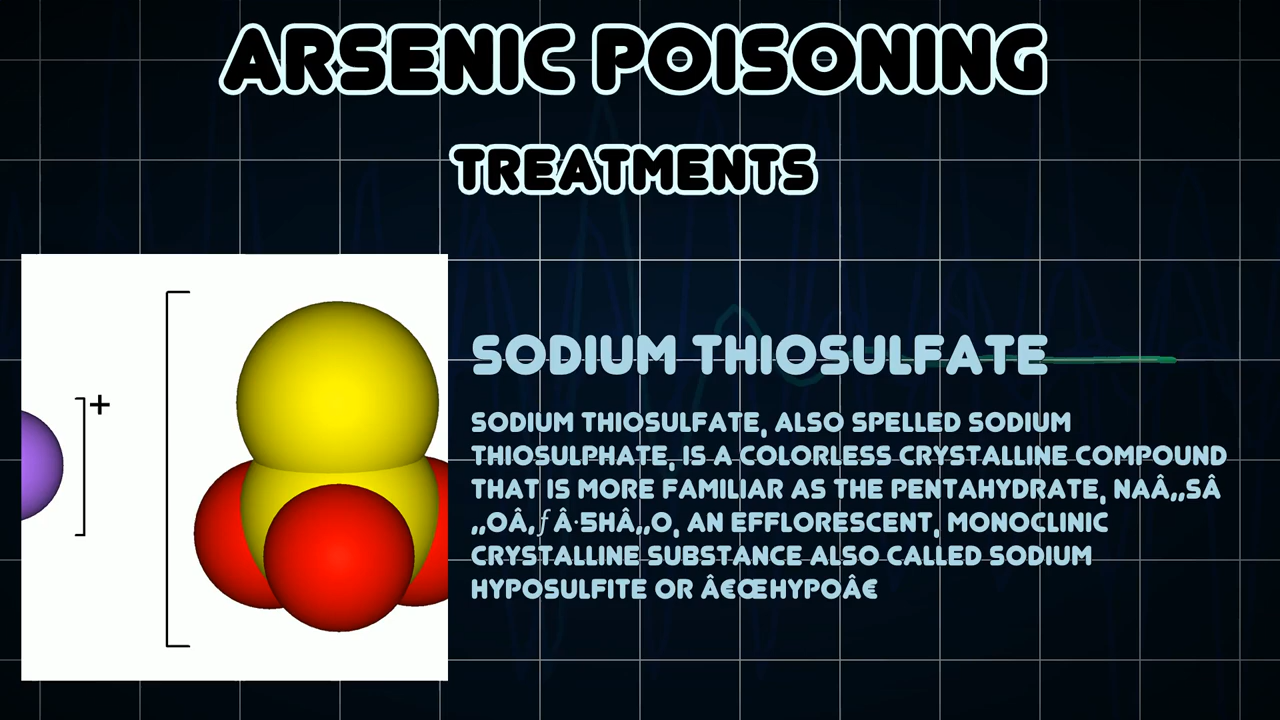 ARSENIC POISONING
TREATMENTS
+
SODIUM THIOSULFATE
SODIUM THIOSULFATE, ALSO SPELLED SODIUM
THIOSULPHATE, IS A COLORLESS CRYSTALLINE COMPOUND
THAT IS MORE FAMILIAR AS THE PENTAHYDRATE, NAÂ„SÂ
„OÂ‚ƒÂ·5HÂ„O, AN EFFLORESCENT, MONOCLINIC
CRYSTALLINE SUBSTANCE ALSO CALLED SODIUM
HYPOSULFITE OR Â€ŒHYPOÂ€